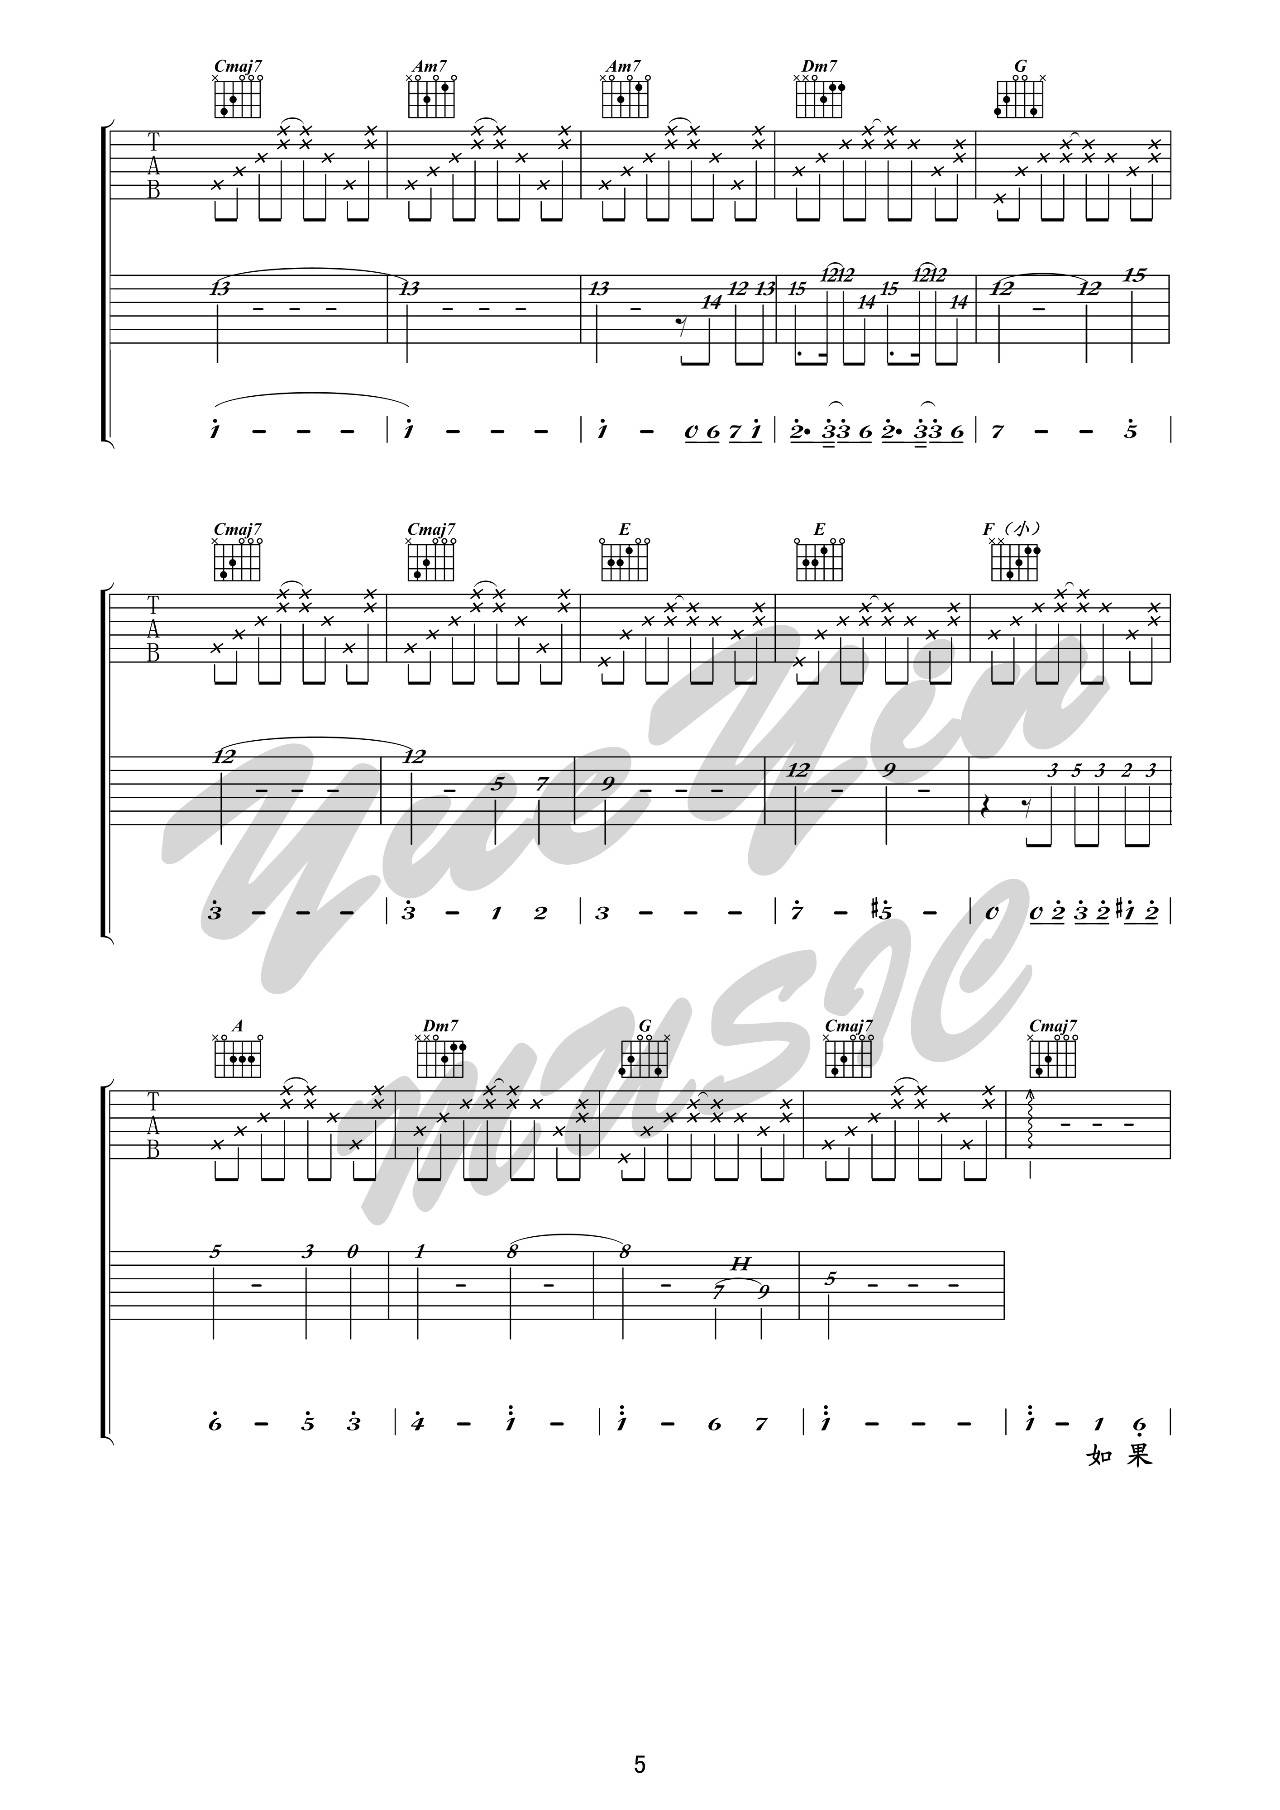 Cmaj7 Am7 Am7 Dm7 G
T
A
B
13 13 13 14 12 13 15 12 12 14 15 12 12 14 12 12 15
1 - - - | 1 - - - | 1 - 0 6 7 1 | 2• 3 3 6 2• 3 3 6 | 7 - - 5 |
Cmaj7 Cmaj7 E E F（小）
T
A
B
12 12 5 7 9 12 9 3 5 3 2 3
3 - - - | 3 - 1 2 | 3 - - - | 7 - #5 - | 0 0 2 3 2 #1 2 |
A Dm7 G Cmaj7 Cmaj7
T
A
B
5 3 0 1 8 8 7 H 9 5
6 - 5 3 | 4 - 1 - | 1 - 6 7 | 1 - - - | 1 - 1 6 |
如 果
YueYin
MUSIC
5